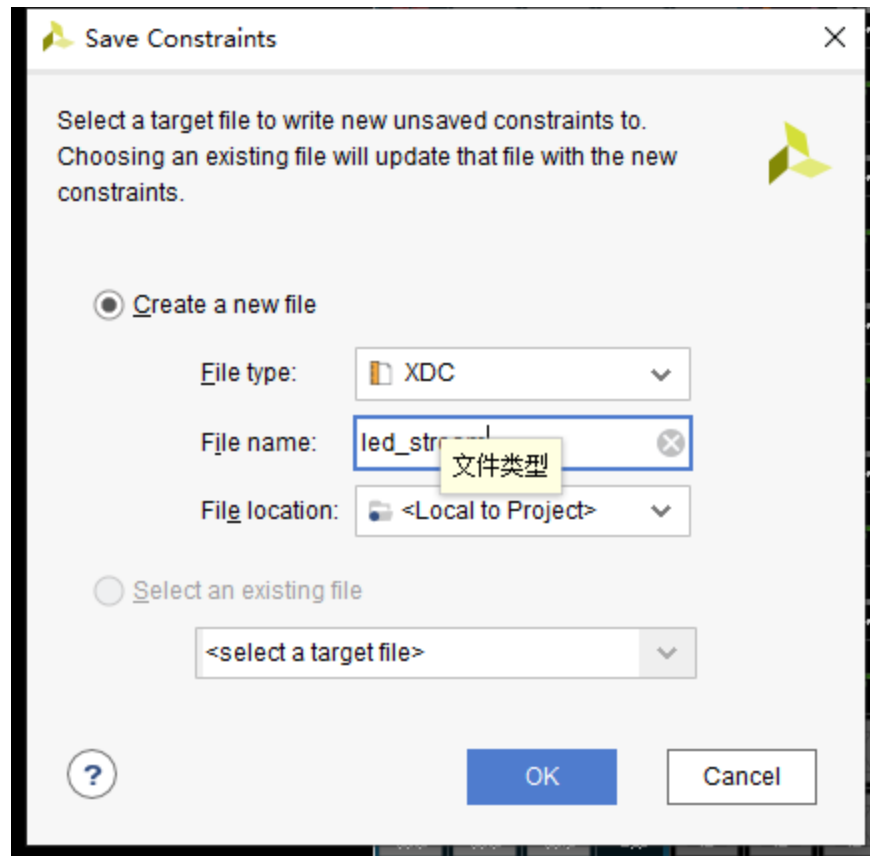 Save Constraints
Select a target file to write new unsaved constraints to.
Choosing an existing file will update that file with the new
constraints.
Create a new file
File type: XDC
File name:
文件类型
File location: <Local to Project>
Select an existing file
<select a target file>
?
OK Cancel